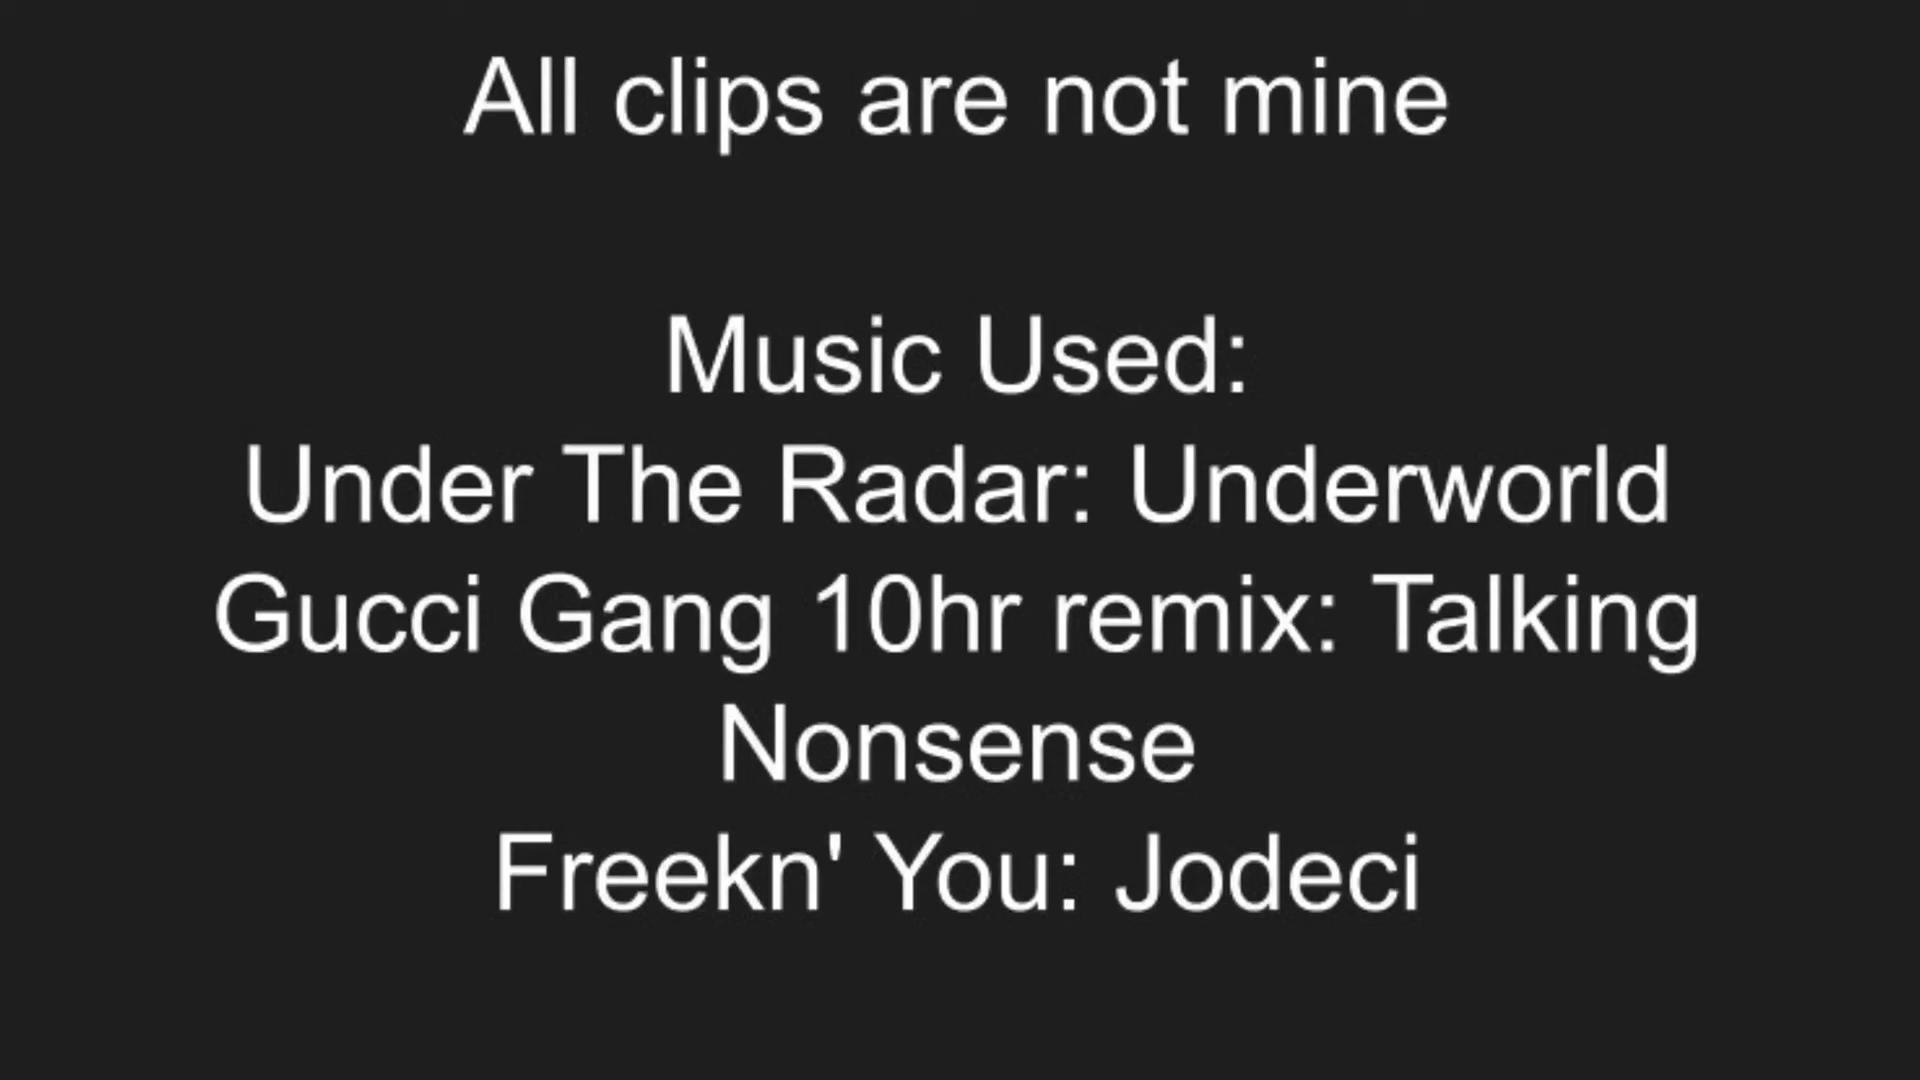 All clips are not mine
Music Used:
Under The Radar: Underworld
Gucci Gang 10hr remix: Talking
Nonsense
Freekn' You: Jodeci